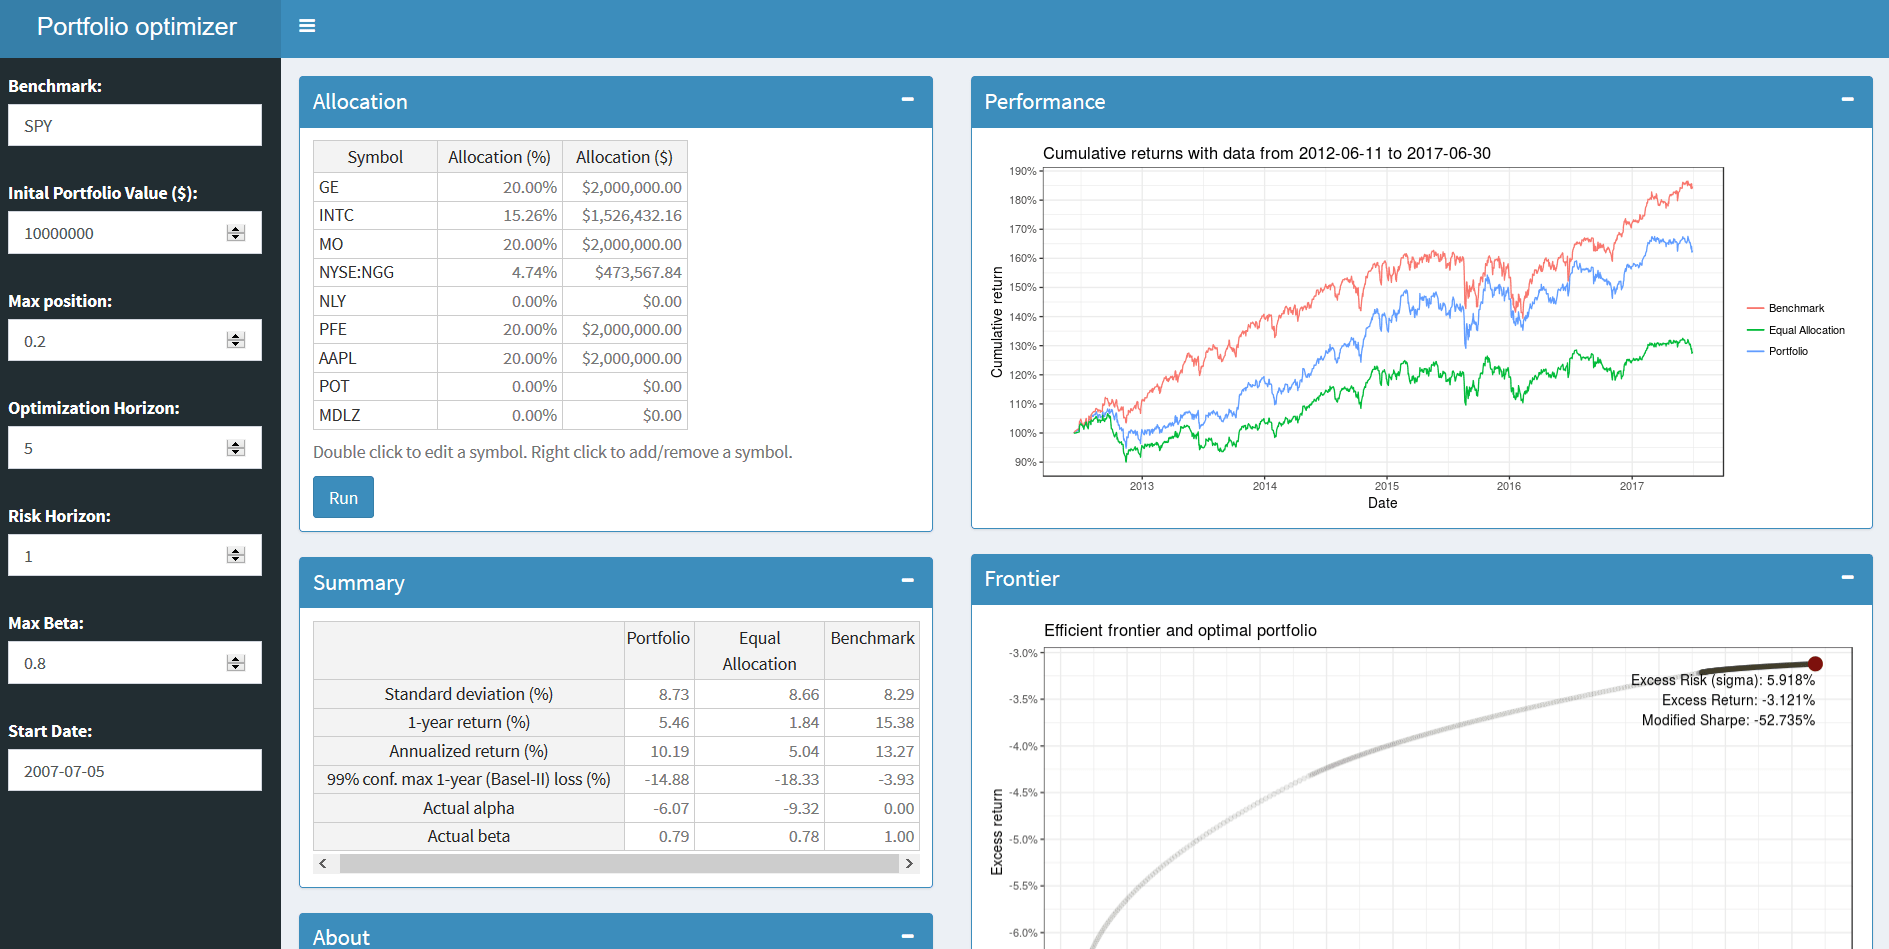 Portfolio optimizer
Benchmark:
SPY
Inital Portfolio Value ($):
10000000
Max position:
0.2
Optimization Horizon:
5
Risk Horizon:
1
Max Beta:
0.8
Start Date:
2007-07-05
Allocation
Symbol Allocation (%) Allocation ($)
GE 20.00% $2,000,000.00
INTC 15.26% $1,526,432.16
MO 20.00% $2,000,000.00
NYSE:NGG 4.74% $473,567.84
NLY 0.00% $0.00
PFE 20.00% $2,000,000.00
AAPL 20.00% $2,000,000.00
POT 0.00% $0.00
MDLZ 0.00% $0.00
Double click to edit a symbol. Right click to add/remove a symbol.
Run
Summary
Portfolio Equal Benchmark
Allocation
Standard deviation (%) 8.73 8.66 8.29
1-year return (%) 5.46 1.84 15.38
Annualized return (%) 10.19 5.04 13.27
99% conf. max 1-year (Basel-II) loss (%) -14.88 -18.33 -3.93
Actual alpha -6.07 -9.32 0.00
Actual beta 0.79 0.78 1.00
About
Performance
Cumulative returns with data from 2012-06-11 to 2017-06-30
Cumulative return
190%
180%
170%
160%
150%
140%
130%
120%
110%
100%
90%
2013 2014 2015 2016 2017
Date
Benchmark
Equal Allocation
Portfolio
Frontier
Efficient frontier and optimal portfolio
Excess return
-3.0%
-3.5%
-4.0%
-4.5%
-5.0%
-5.5%
-6.0%
Excess Risk (sigma): 5.918%
Excess Return: -3.121%
Modified Sharpe: -52.735%